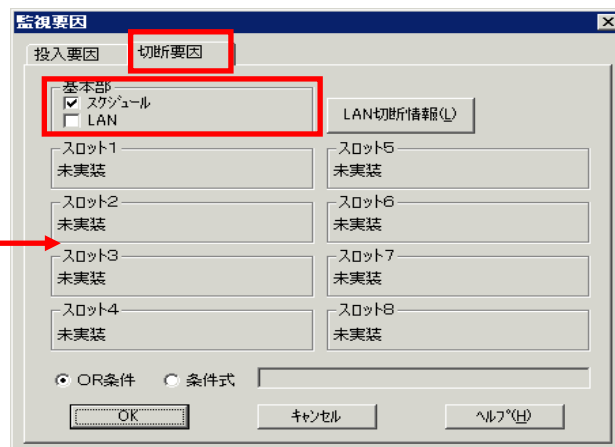 監視要因
投入要因 切断要因
基本部
スケジュール
LAN
LAN切断情報(L)
スロット1
未実装
スロット5
未実装
スロット2
未実装
スロット6
未実装
スロット3
未実装
スロット7
未実装
スロット4
未実装
スロット8
未実装
OR条件 条件式
OK キャンセル ヘルプ(H)